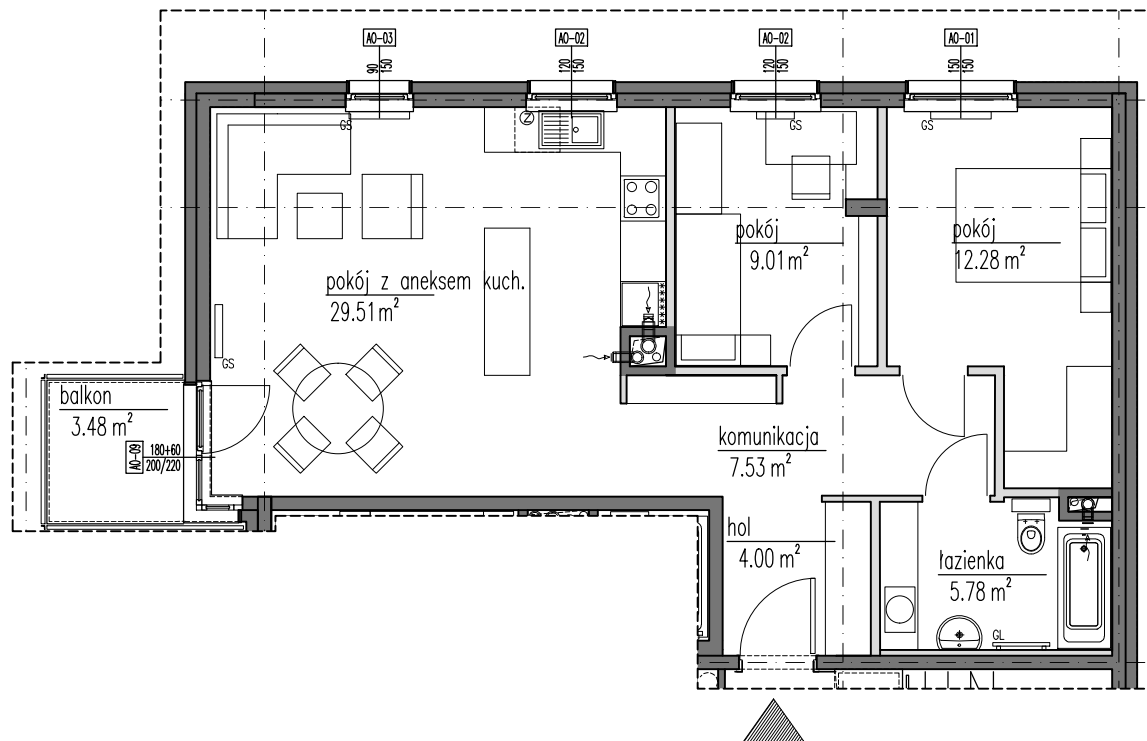 AO-03
AO-02
AO-02
AO-01
90
150
120
150
120
150
150
150
GS
Z
GS
GS
pokój
9.01 m²
pokój
12.28 m²
pokój z aneksem kuch.
29.51 m²
GS
balkon
3.48 m²
AO-09
180+60
200/220
komunikacja
7.53 m²
hol
4.00 m²
łazienka
5.78 m²
GL